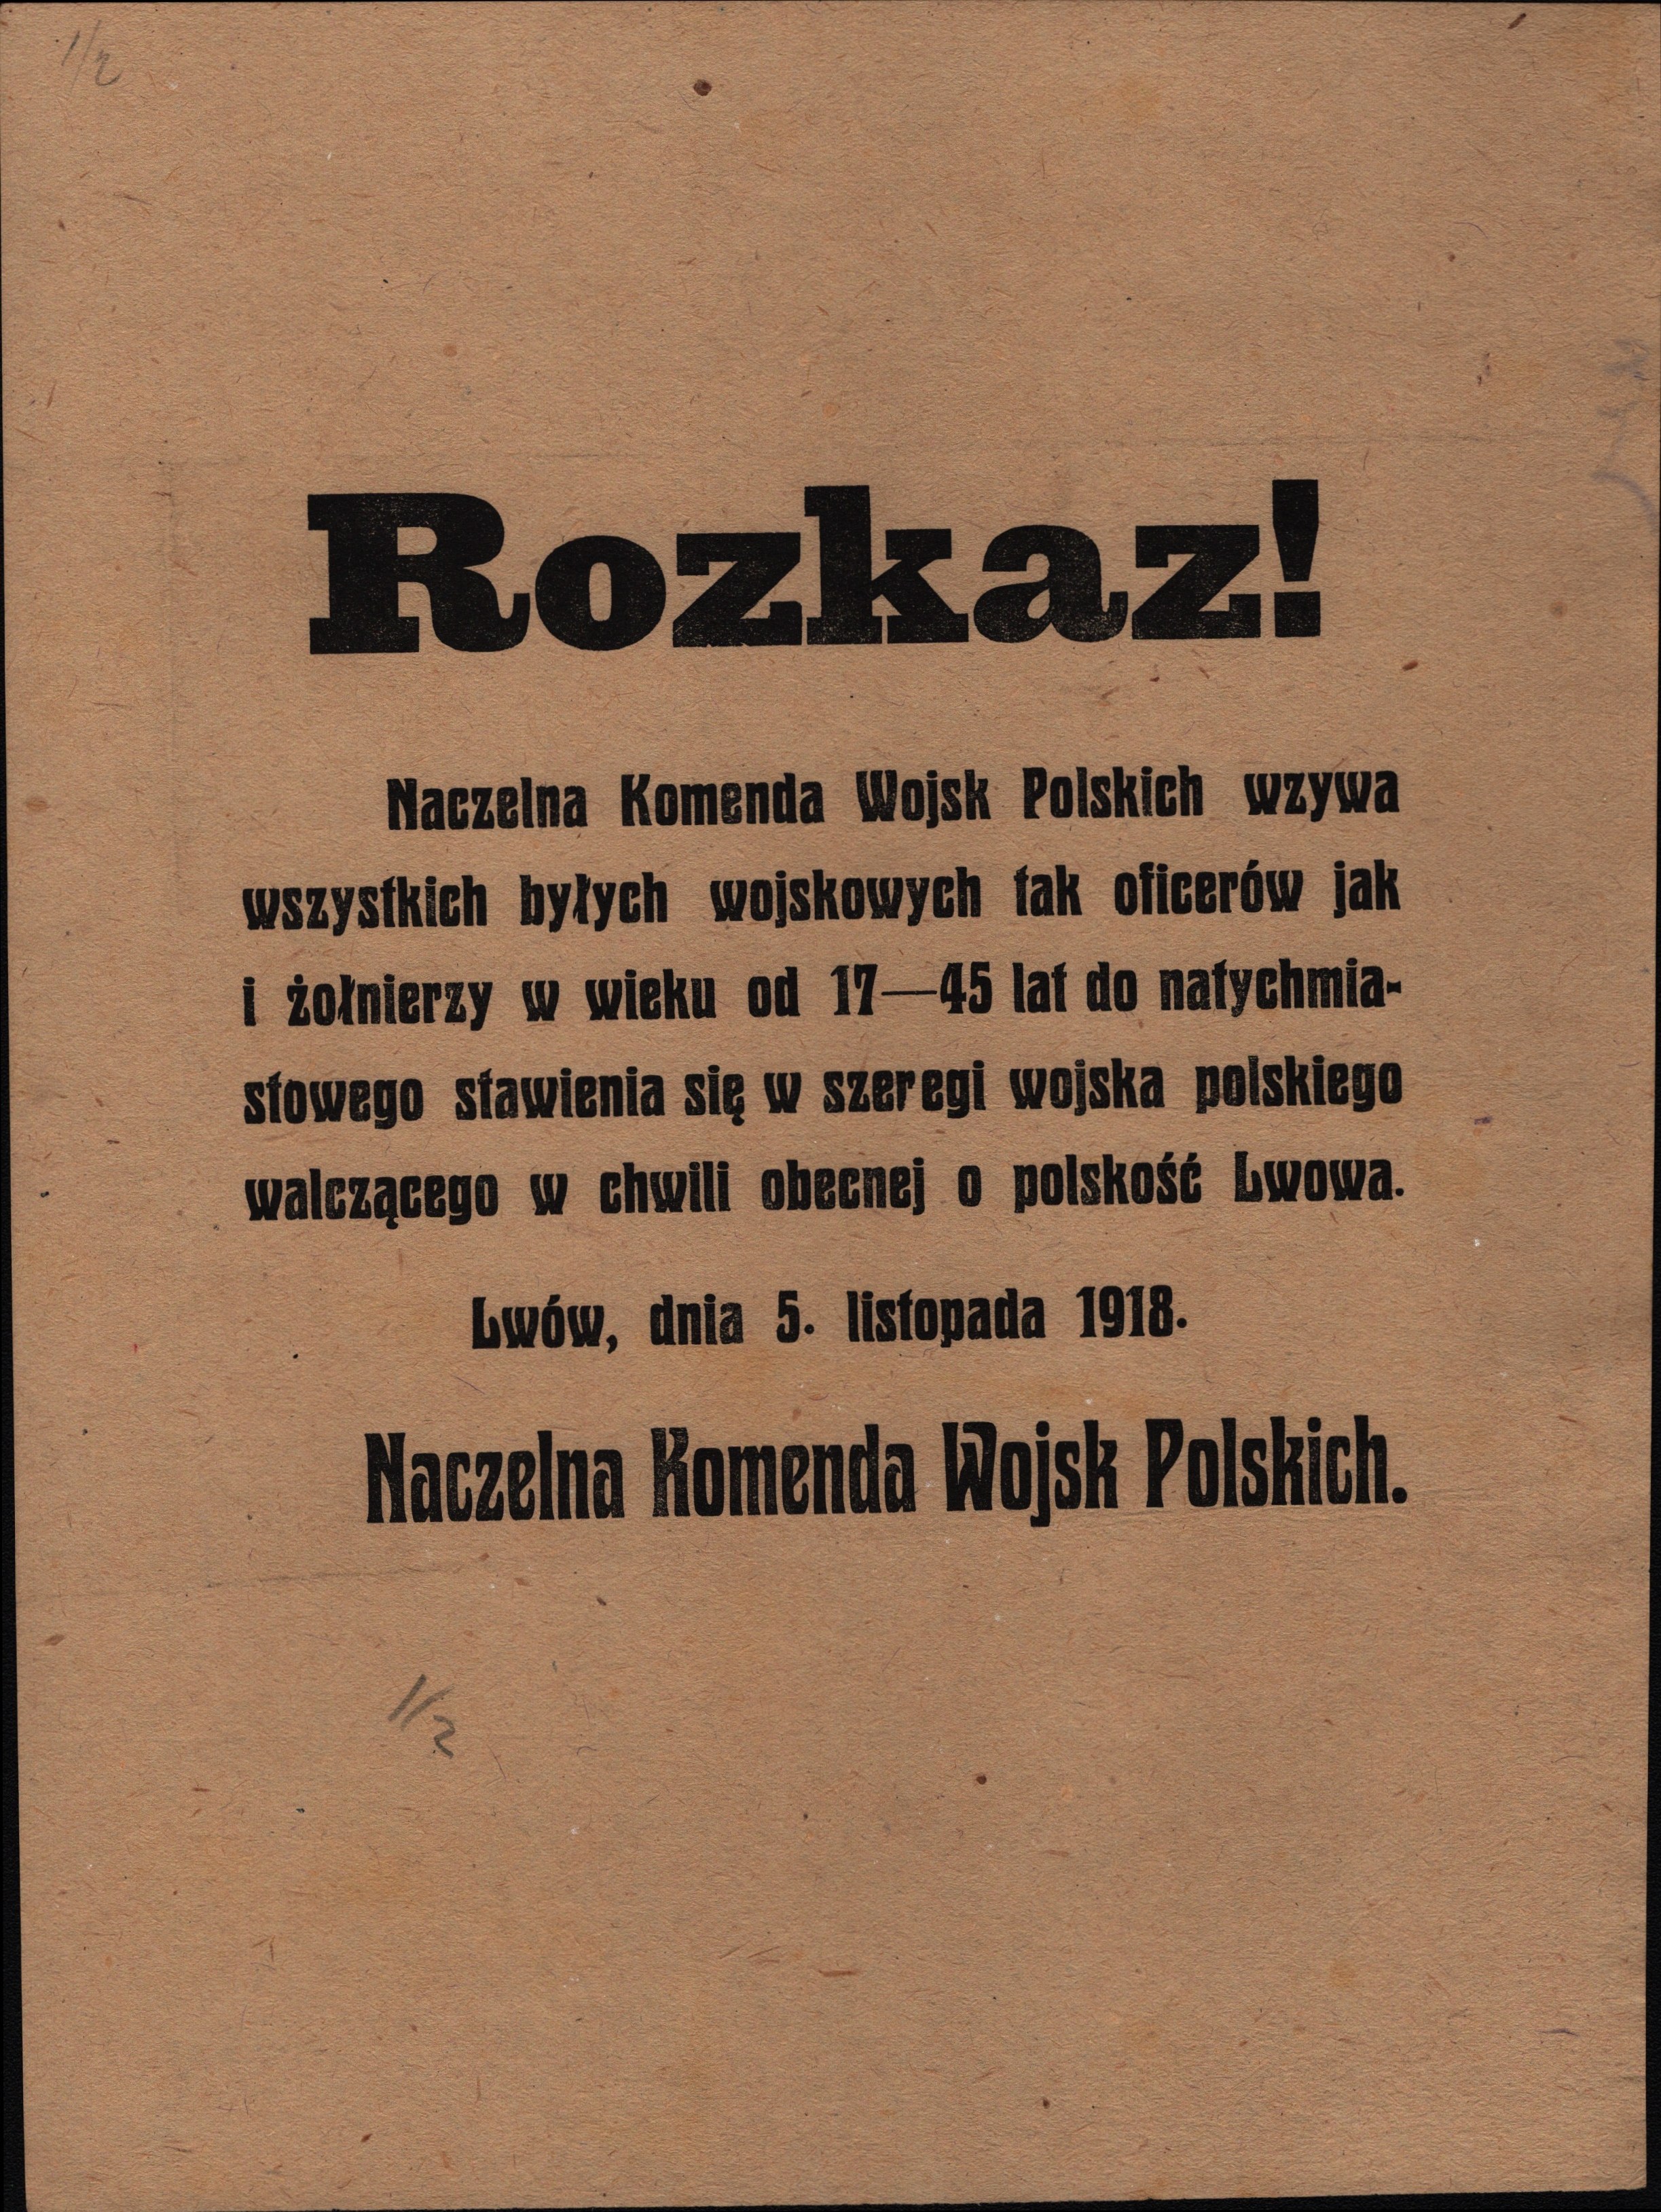 1/2
Rozkaz!
Naczelna Komenda Wojsk Polskich wzywa
wszystkich byłych wojskowych tak oficerów jak
i żołnierzy w wieku od 17—45 lat do natychmia-
stowego stawienia się w szeregi wojska polskiego
walczącego w chwili obecnej o polskość Lwowa.
Lwów, dnia 5. listopada 1918.
Naczelna Komenda Wojsk Polskich.
1/2